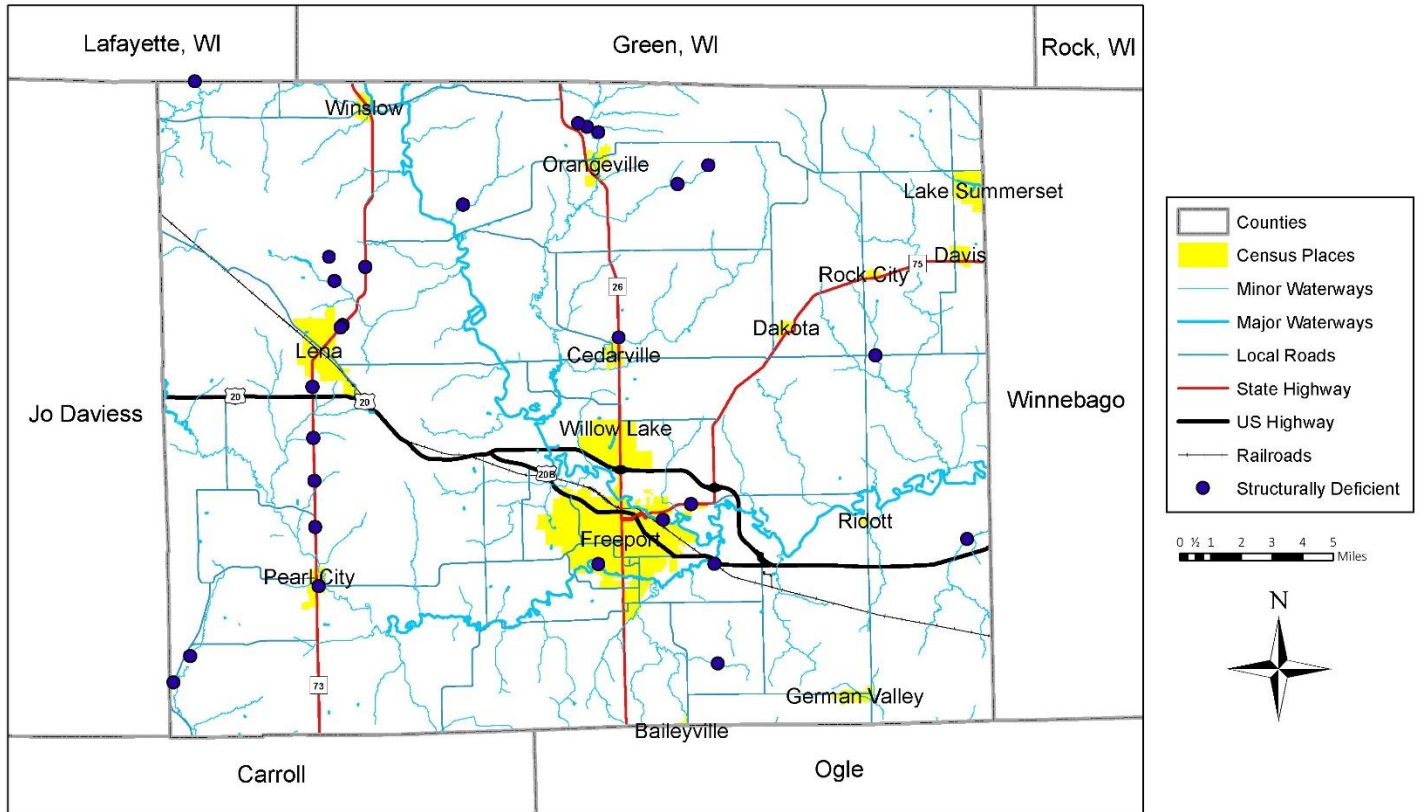 Lafayette, WI
Green, WI
Rock, WI
Winslow
Orangeville
Lake Summerset
Davis
75
Rock City
26
Dakota
Lena
Cedarville
20
20
Jo Daviess
Winnebago
Willow Lake
20B
Ridott
Freeport
Pearl City
73
German Valley
Baileyville
Carroll
Ogle
Counties
Census Places
Minor Waterways
Major Waterways
Local Roads
State Highway
US Highway
Railroads
Structurally Deficient
0 ½ 1 2 3 4 5
Miles
N